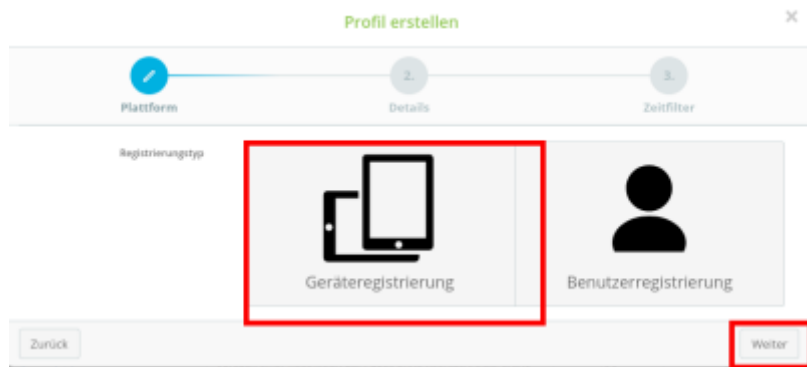 Profil erstellen
×
2.
3.
Plattform
Details
Zeitfilter
Registrierungstyp
Geräteregistrierung
Benutzerregistrierung
Zurück
Weiter